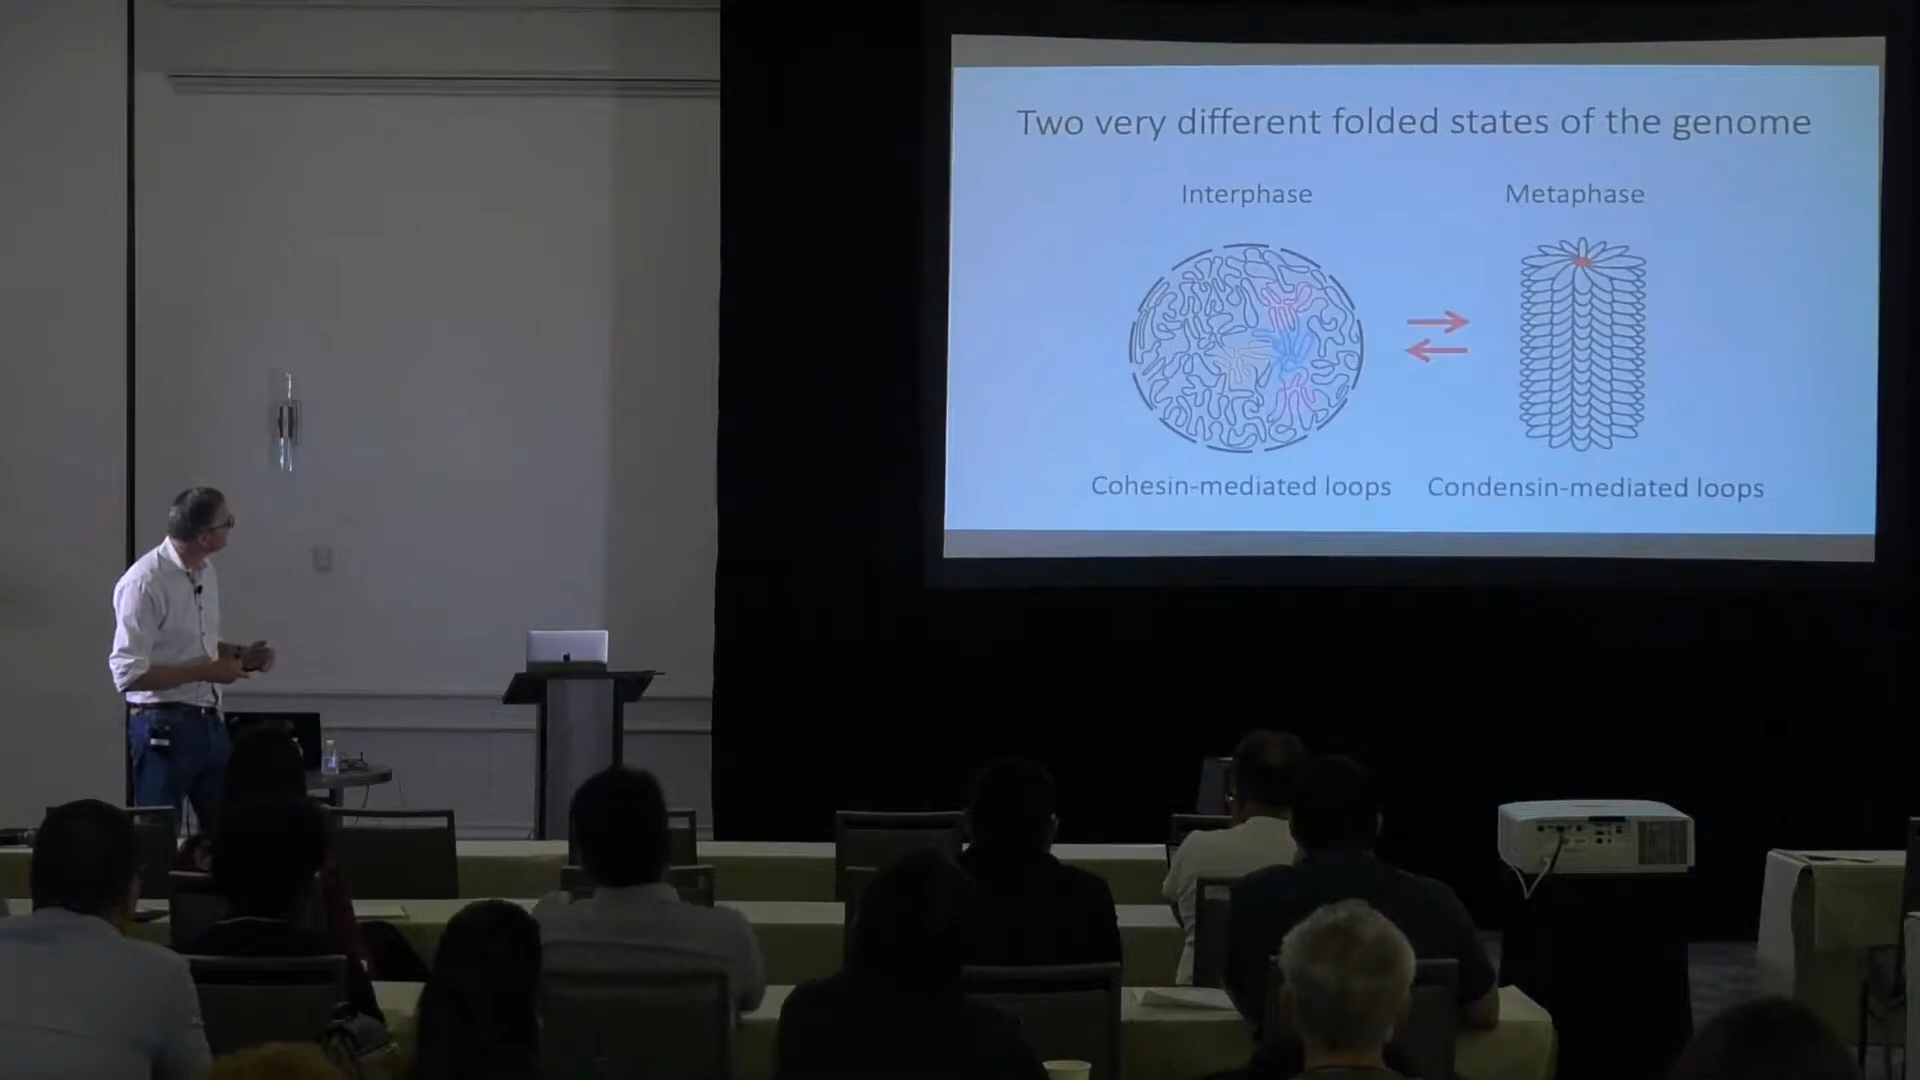 Two very different folded states of the genome
Interphase
Metaphase
Cohesin-mediated loops
Condensin-mediated loops